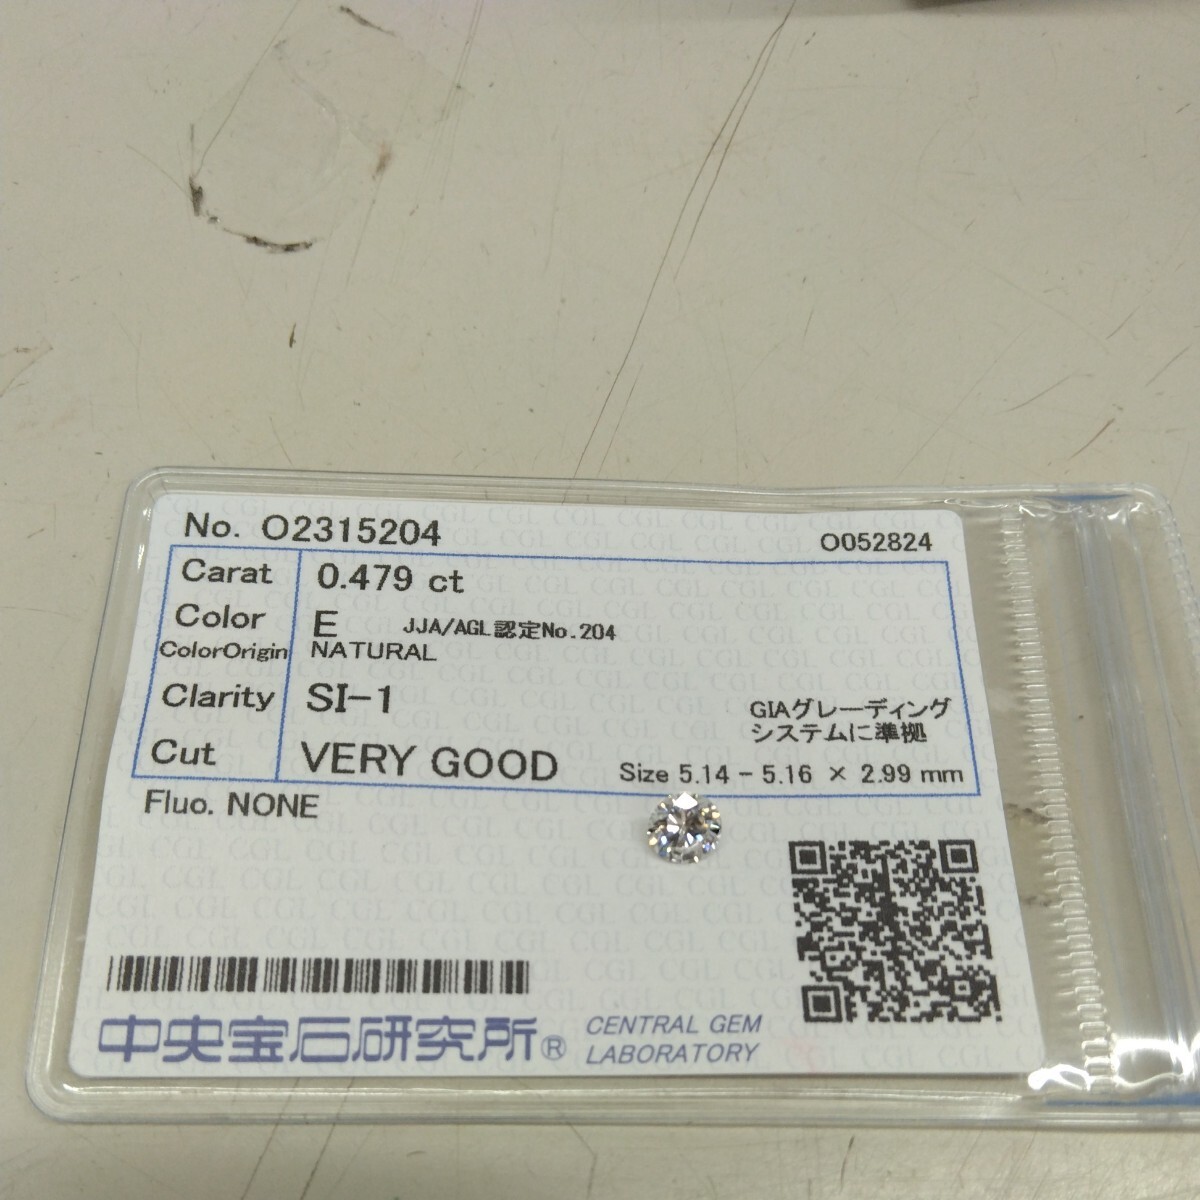 No. O2315204
O052824
Carat 0.479 ct
Color E JJA/AGL認定No.204
ColorOrigin NATURAL
Clarity SI-1
GIAグレーディング
システムに準拠
Cut VERY GOOD
Size 5.14 - 5.16 × 2.99 mm
Fluo. NONE
中央宝石研究所® CENTRAL GEM
LABORATORY